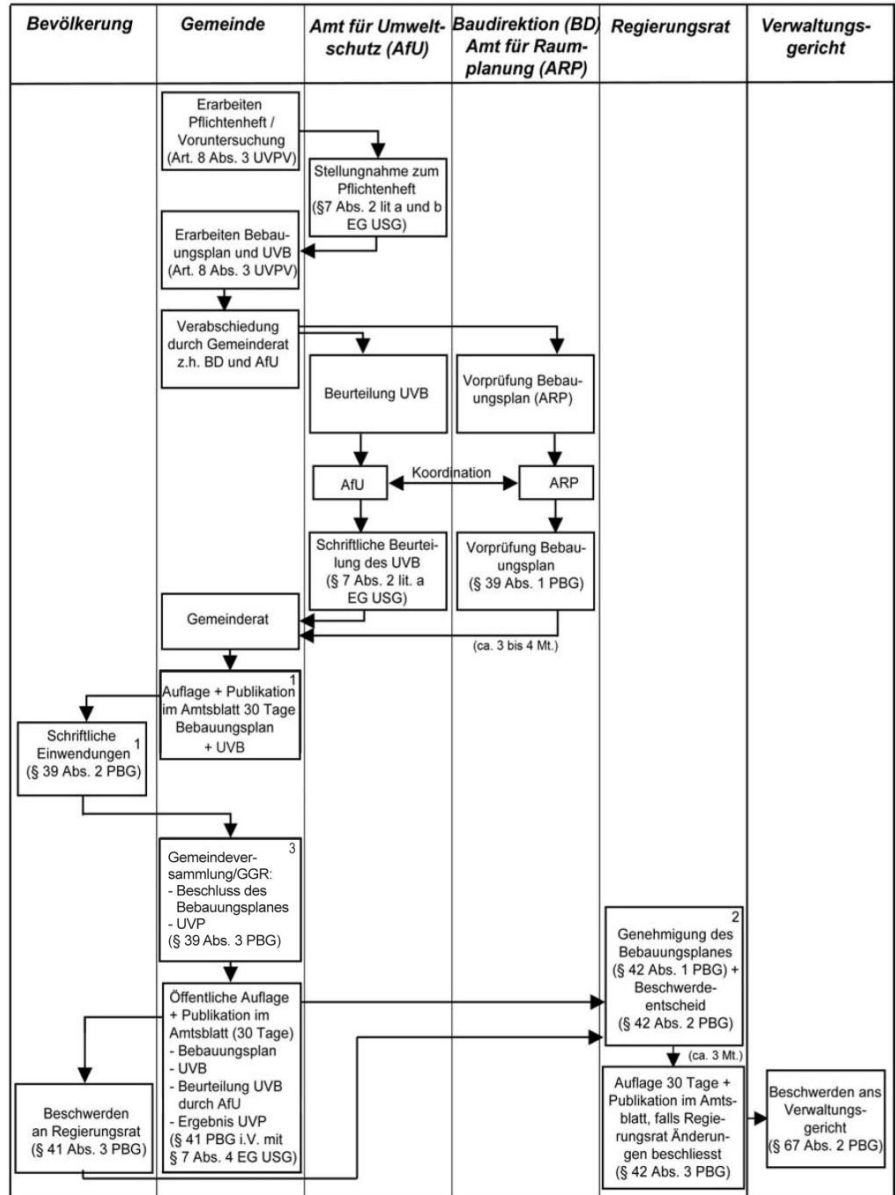 Bevölkerung
Gemeinde
Amt für Umwelt-
schutz (AfU)
Baudirektion (BD)
Amt für Raum-
planung (ARP)
Regierungsrat
Verwaltungs-
gericht
Erarbeiten
Pflichtenheft /
Voruntersuchung
(Art. 8 Abs. 3 UVPV)
Stellungnahme zum
Pflichtenheft
(§7 Abs. 2 lit a und b
EG USG)
Erarbeiten Bebau-
ungsplan und UVB
(Art. 8 Abs. 3 UVPV)
Verabschiedung
durch Gemeinderat
z.h. BD und AfU
Beurteilung UVB
Vorprüfung Bebau-
ungsplan (ARP)
AfU
Koordination
ARP
Schriftliche Beurtei-
lung des UVB
(§ 7 Abs. 2 lit. a
EG USG)
Vorprüfung Bebau-
ungsplan
(§ 39 Abs. 1 PBG)
Gemeinderat
(ca. 3 bis 4 Mt.)
1
Auflage + Publikation
im Amtsblatt 30 Tage
Bebauungsplan
+ UVB
Schriftliche
Einwendungen 1
(§ 39 Abs. 2 PBG)
3
Gemeindever-
sammlung/GGR:
- Beschluss des
Bebauungsplanes
- UVP
(§ 39 Abs. 3 PBG)
2
Genehmigung des
Bebauungsplanes
(§ 42 Abs. 1 PBG) +
Beschwerde-
entscheid
(§ 42 Abs. 2 PBG)
Öffentliche Auflage
+ Publikation im
Amtsblatt (30 Tage)
- Bebauungsplan
- UVB
- Beurteilung UVB
durch AfU
- Ergebnis UVP
(§ 41 PBG i.V. mit
§ 7 Abs. 4 EG USG)
(ca. 3 Mt.)
Beschwerden
an Regierungsrat
(§ 41 Abs. 3 PBG)
Auflage 30 Tage +
Publikation im Amts-
blatt, falls Regie-
rungsrat Änderun-
gen beschliesst
(§ 42 Abs. 3 PBG)
Beschwerden ans
Verwaltungs-
gericht
(§ 67 Abs. 2 PBG)